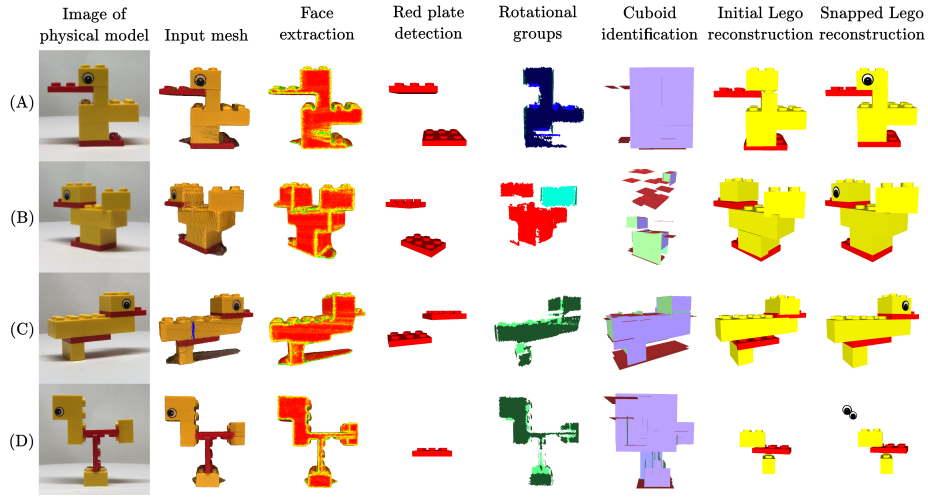 Image of
physical model
Input mesh
Face
extraction
Red plate
detection
Rotational
groups
Cuboid
identification
Initial Lego
reconstruction
Snapped Lego
reconstruction
(A)
(B)
(C)
(D)